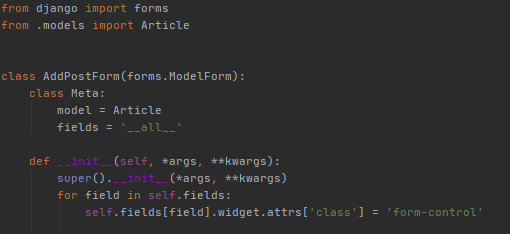 from django import forms
from .models import Article
class AddPostForm(forms.ModelForm):
    class Meta:
        model = Article
        fields = '__all__'
    def __init__(self, *args, **kwargs):
        super().__init__(*args, **kwargs)
        for field in self.fields:
            self.fields[field].widget.attrs['class'] = 'form-control'